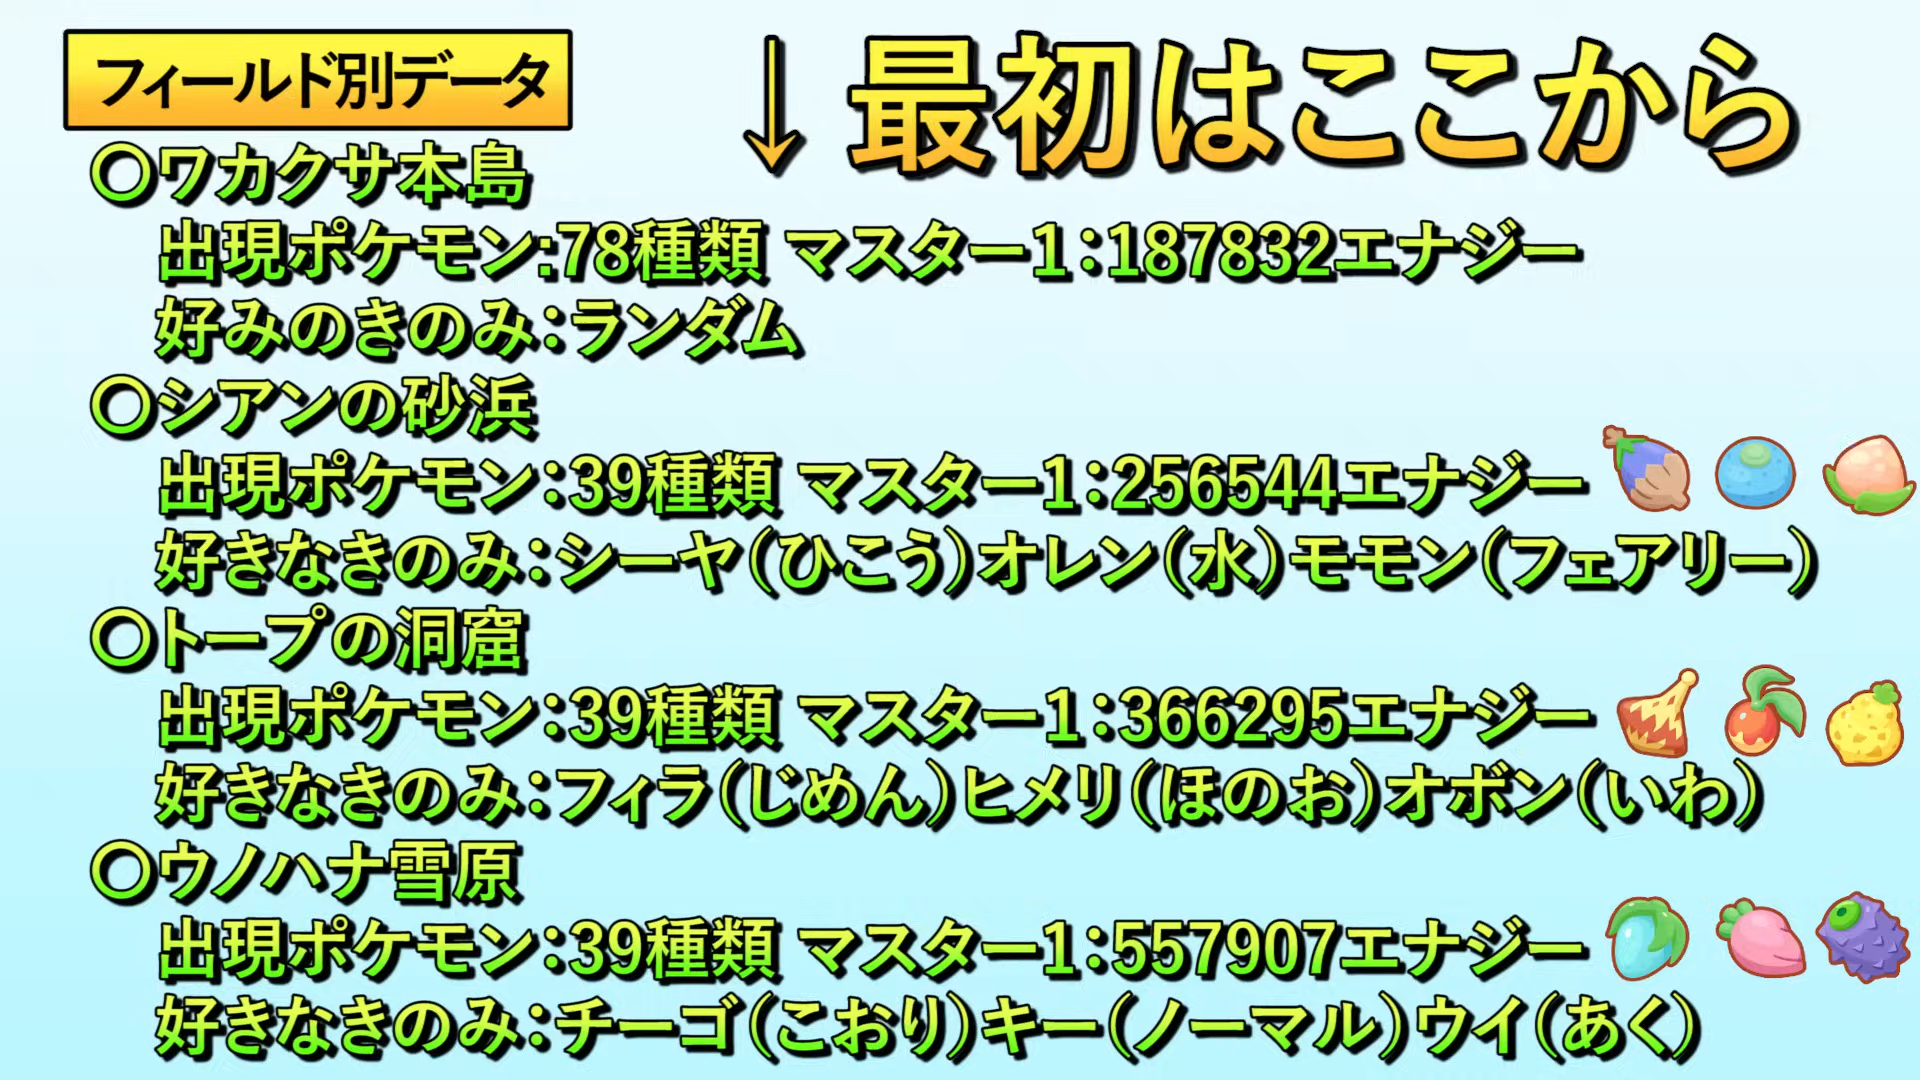 フィールド別データ
↓最初はここから
〇ワカクサ本島
出現ポケモン:78種類 マスター1:187832エナジー
好みのきのみ:ランダム
〇シアンの砂浜
出現ポケモン:39種類 マスター1:256544エナジー
好きなきのみ:シーヤ(ひこう)オレン(水)モモン(フェアリー)
〇トープの洞窟
出現ポケモン:39種類 マスター1:366295エナジー
好きなきのみ:フィラ(じめん)ヒメリ(ほのお)オボン(いわ)
〇ウノハナ雪原
出現ポケモン:39種類 マスター1:557907エナジー
好きなきのみ:チーゴ(こおり)キー(ノーマル)ウイ(あく)